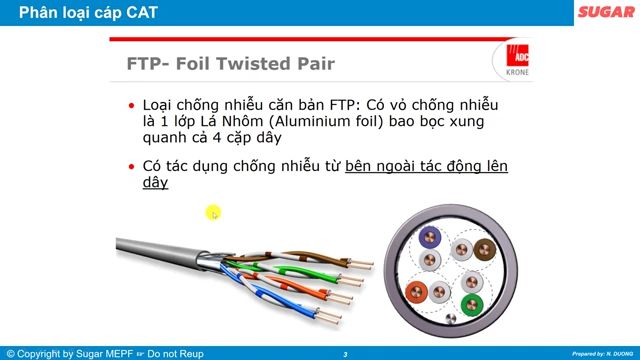 Phân loại cáp CAT
SUGAR
FTP- Foil Twisted Pair
ADC
KRONE
• Loại chống nhiễu căn bản FTP: Có vỏ chống nhiễu
là 1 lớp Lá Nhôm (Aluminium foil) bao bọc xung
quanh cả 4 cặp dây
• Có tác dụng chống nhiễu từ bên ngoài tác động lên
dây
© Copyright by Sugar MEPF ☞ Do not Reup
3
Prepared by: N. DUONG